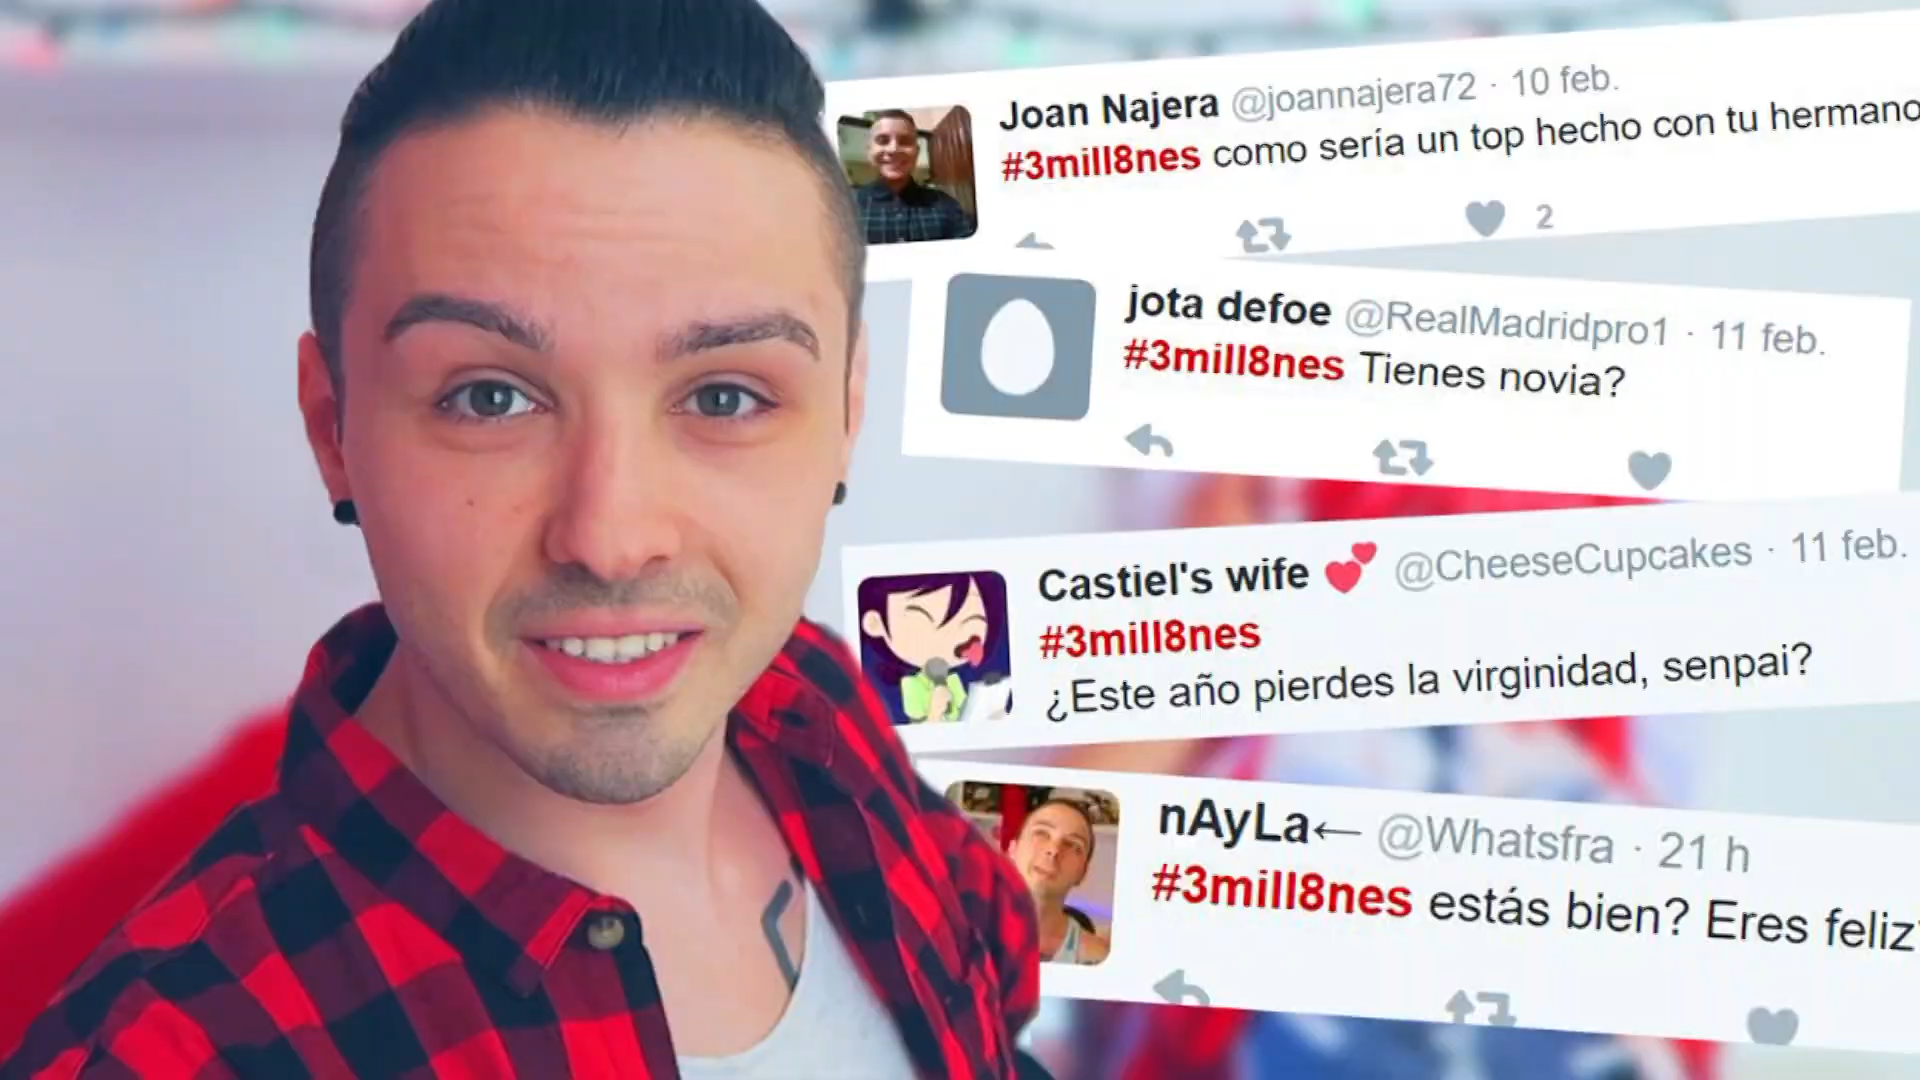 Joan Najera @joannajera72 · 10 feb.
#3mill8nes como sería un top hecho con tu hermano
2
jota defoe @RealMadridpro1 · 11 feb.
#3mill8nes Tienes novia?
Castiel's wife 💕 @CheeseCupcakes · 11 feb.
#3mill8nes
¿Este año pierdes la virginidad, senpai?
nAyLa← @Whatsfra · 21 h
#3mill8nes estás bien? Eres feliz?